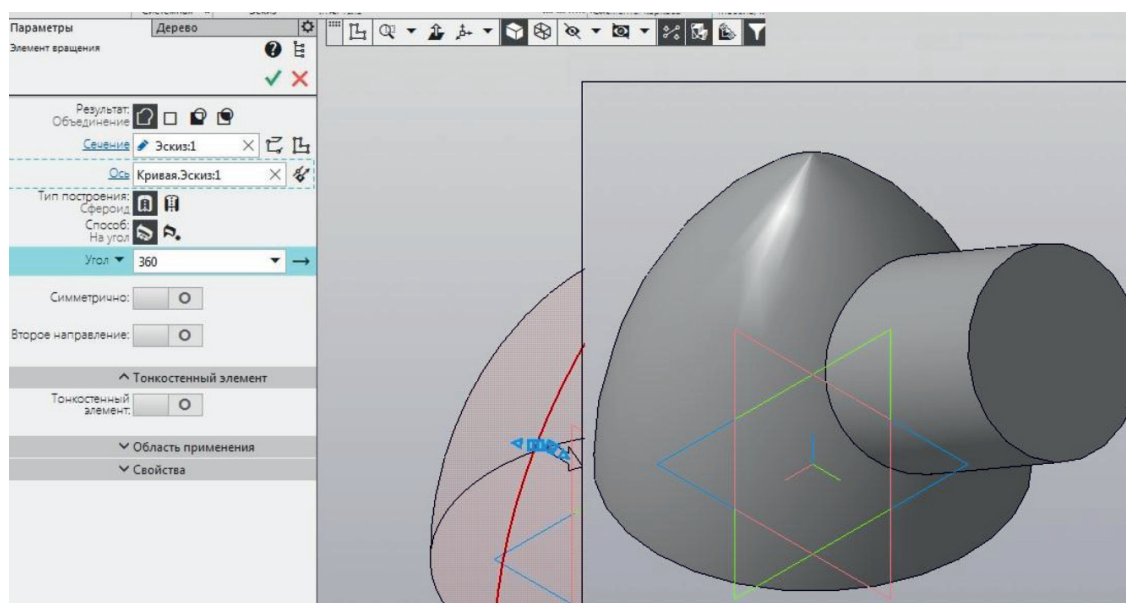 Параметры
Дерево
Элемент вращения
Результат:
Объединение
Сечение
Эскиз:1
Ось
Кривая.Эскиз:1
Тип построения:
Сфероид
Способ:
На угол
Угол
360
Симметрично:
Второе направление:
Тонкостенный элемент
Тонкостенный
элемент:
Область применения
Свойства